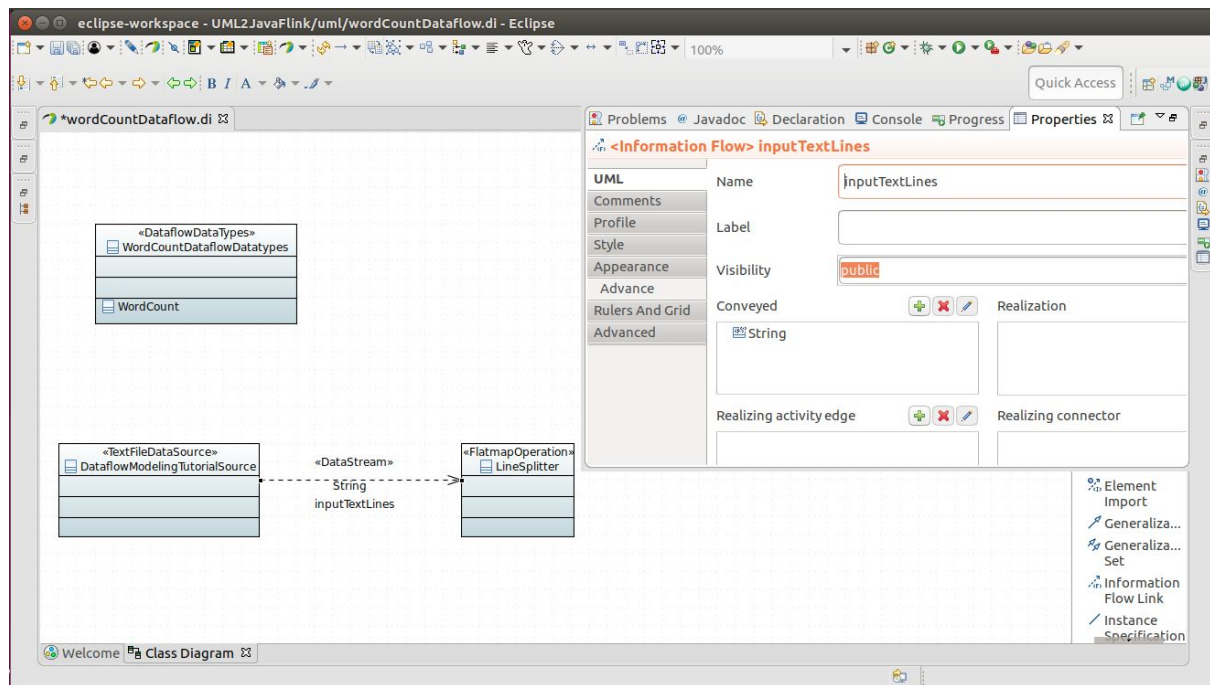 eclipse-workspace - UML2JavaFlink/uml/wordCountDataflow.di - Eclipse
100%
B I A
Quick Access
*wordCountDataflow.di
Problems @ Javadoc Declaration Console Progress Properties
<Information Flow> inputTextLines
UML
Comments
Profile
Style
Appearance
Advance
Rulers And Grid
Advanced
Name inputTextLines
Label
Visibility public
Conveyed Realization
String
Realizing activity edge Realizing connector
«DataflowDataTypes»
WordCountDataflowDatatypes
WordCount
«TextFileDataSource»
DataflowModelingTutorialSource
«DataStream»
String
inputTextLines
«FlatmapOperation»
LineSplitter
Element
Import
Generaliza...
Generaliza...
Set
Information
Flow Link
Instance
Specification
Welcome Class Diagram